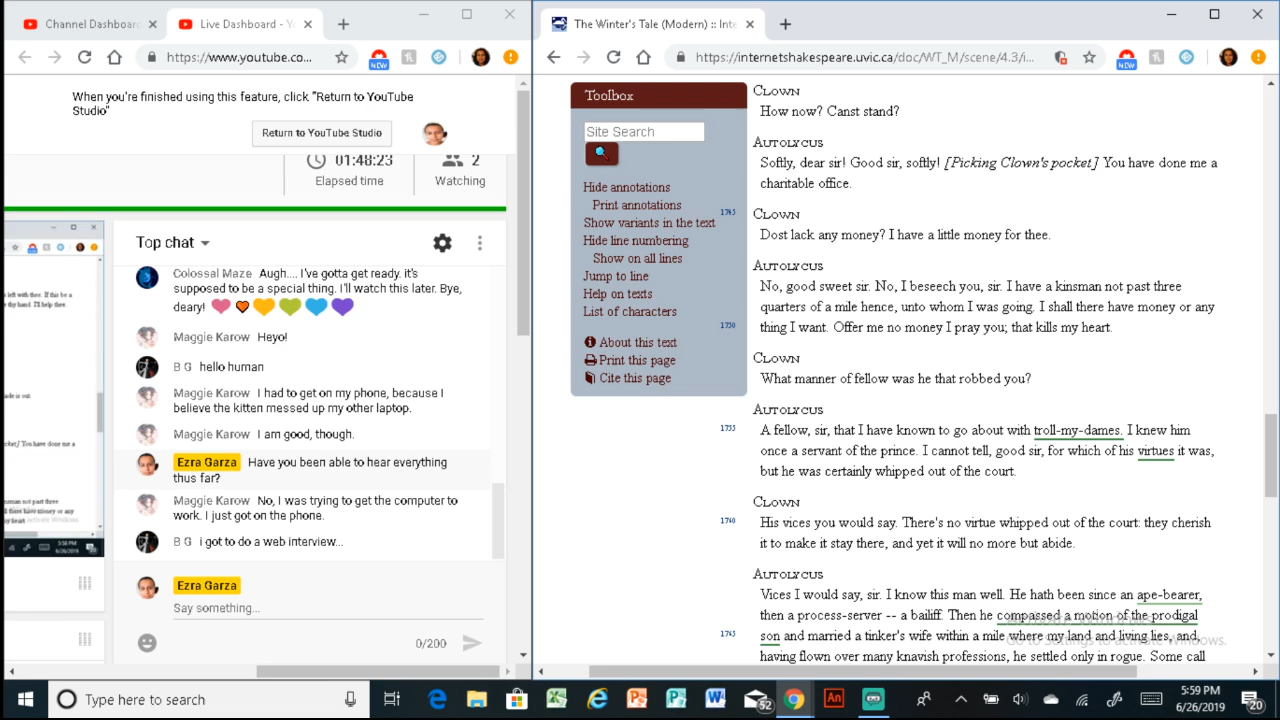 Channel Dashboard
Live Dashboard - Yo
https://www.youtube.co...
NEW
When you're finished using this feature, click "Return to YouTube
Studio"
Return to YouTube Studio
01:48:23
Elapsed time
2
Watching
Top chat
Colossal Maze Augh.... I've gotta get ready. it's
supposed to be a special thing. I'll watch this later. Bye,
deary!
Maggie Karow Heyo!
B G hello human
Maggie Karow I had to get on my phone, because I
believe the kitten messed up my other laptop.
Maggie Karow I am good, though.
Ezra Garza Have you been able to hear everything
thus far?
Maggie Karow No, I was trying to get the computer to
work. I just got on the phone.
B G i got to do a web interview...
Ezra Garza
Say something...
0/200
The Winter's Tale (Modern) :: Inte
https://internetshakespeare.uvic.ca/doc/WT_M/scene/4.3/i...
NEW
Toolbox
Site Search
Hide annotations
Print annotations
Show variants in the text
Hide line numbering
Show on all lines
Jump to line
Help on texts
List of characters
About this text
Print this page
Cite this page
CLOWN
How now? Canst stand?
AUTOLYCUS
Softly, dear sir! Good sir, softly! [Picking Clown's pocket] You have done me a
charitable office.
CLOWN
1745
Dost lack any money? I have a little money for thee.
AUTOLYCUS
No, good sweet sir. No, I beseech you, sir. I have a kinsman not past three
quarters of a mile hence, unto whom I was going. I shall there have money or any
1750
thing I want. Offer me no money I pray you; that kills my heart.
CLOWN
What manner of fellow was he that robbed you?
AUTOLYCUS
1735
A fellow, sir, that I have known to go about with troll-my-dames. I knew him
once a servant of the prince. I cannot tell, good sir, for which of his virtues it was,
but he was certainly whipped out of the court.
CLOWN
1740
His vices you would say. There's no virtue whipped out of the court: they cherish
it to make it stay there, and yet it will no more but abide.
AUTOLYCUS
Vices I would say, sir. I know this man well. He hath been since an ape-bearer,
then a process-server -- a bailiff. Then he compassed a motion of the prodigal
1745
son and married a tinker's wife within a mile where my land and living lies, and,
having flown over many knavish professions, he settled only in rogue. Some call
Go to Settings to activate Windows.
Type here to search
52
An
5:59 PM
6/26/2019
20